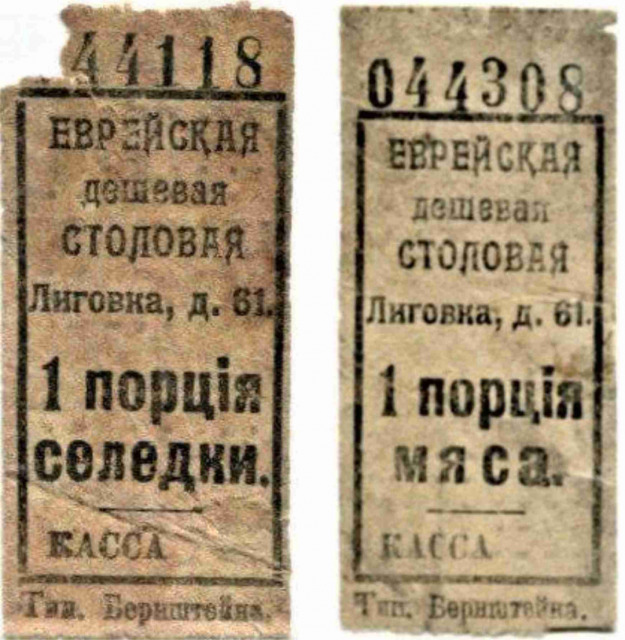 44118
ЕВРЕЙСКАЯ
дешевая
СТОЛОВАЯ
Лиговка, д. 61.
1 порція
селедки.
КАССА
Тип. Бернштейна.
044308
ЕВРЕЙСКАЯ
дешевая
СТОЛОВАЯ
Лиговка, д. 61.
1 порція
мяса.
КАССА
Тип. Бернштейна.